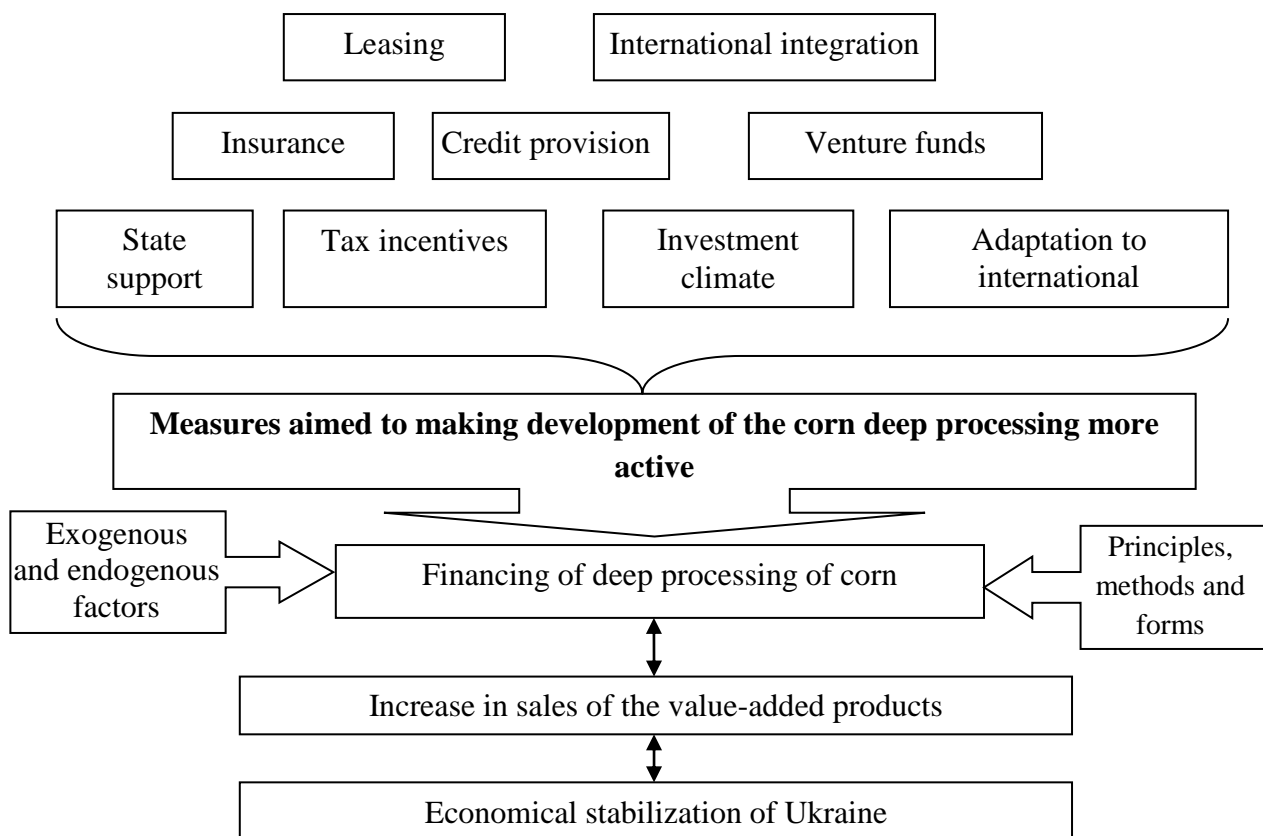 Leasing
International integration
Insurance
Credit provision
Venture funds
State
support
Tax incentives
Investment
climate
Adaptation to
international
Measures aimed to making development of the corn deep processing more
active
Exogenous
and endogenous
factors
Financing of deep processing of corn
Principles,
methods and
forms
Increase in sales of the value-added products
Economical stabilization of Ukraine